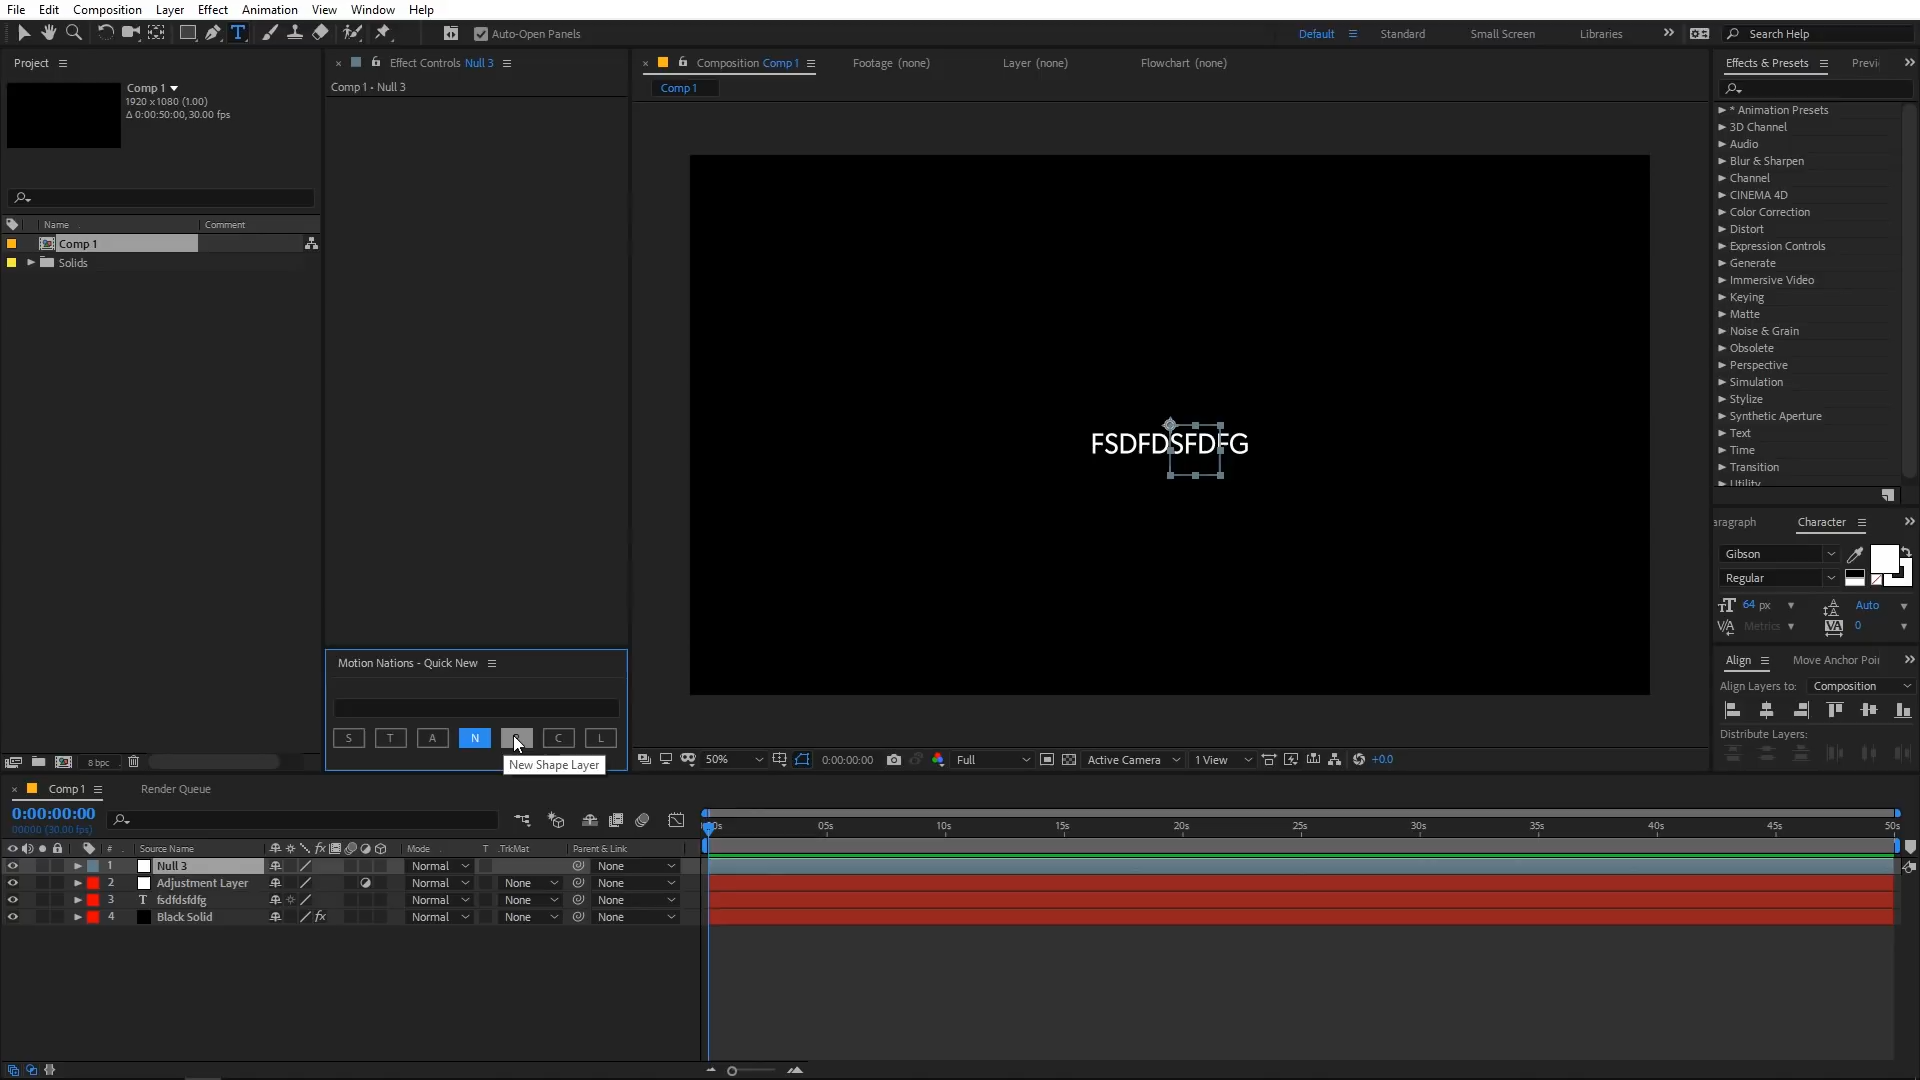 File Edit Composition Layer Effect Animation View Window Help
Auto-Open Panels
Default Standard Small Screen Libraries Search Help
Project
Effect Controls Null 3
Composition Comp 1
Footage (none)
Layer (none)
Flowchart (none)
Effects & Presets
Comp 1 - Null 3
Comp 1
Comp 1
1920 x 1080 (1.00)
Δ 0:00:50:00, 30.00 fps
Name Comment
Comp 1
Solids
* Animation Presets
3D Channel
Audio
Blur & Sharpen
Channel
CINEMA 4D
Color Correction
Distort
Expression Controls
Generate
Immersive Video
Keying
Matte
Noise & Grain
Obsolete
Perspective
Simulation
Stylize
Synthetic Aperture
Text
Time
Transition
Utility
FSDFDSFDFG
aragraph Character
Gibson
Regular
64 px Auto
Metrics 0
Align Move Anchor Poi
Align Layers to: Composition
Distribute Layers:
Motion Nations - Quick New
S T A N C L
New Shape Layer
8 bpc
50% 0:00:00:00 Full Active Camera 1 View +0.0
Comp 1 Render Queue
0:00:00:00
00000 (30.00 fps)
05s 10s 15s 20s 25s 30s 35s 40s 45s 50s
# Source Name Mode T .TrkMat Parent & Link
1 Null 3 Normal None
2 Adjustment Layer Normal None None
3 T fsdfdsfdfg Normal None None
4 Black Solid fx Normal None None